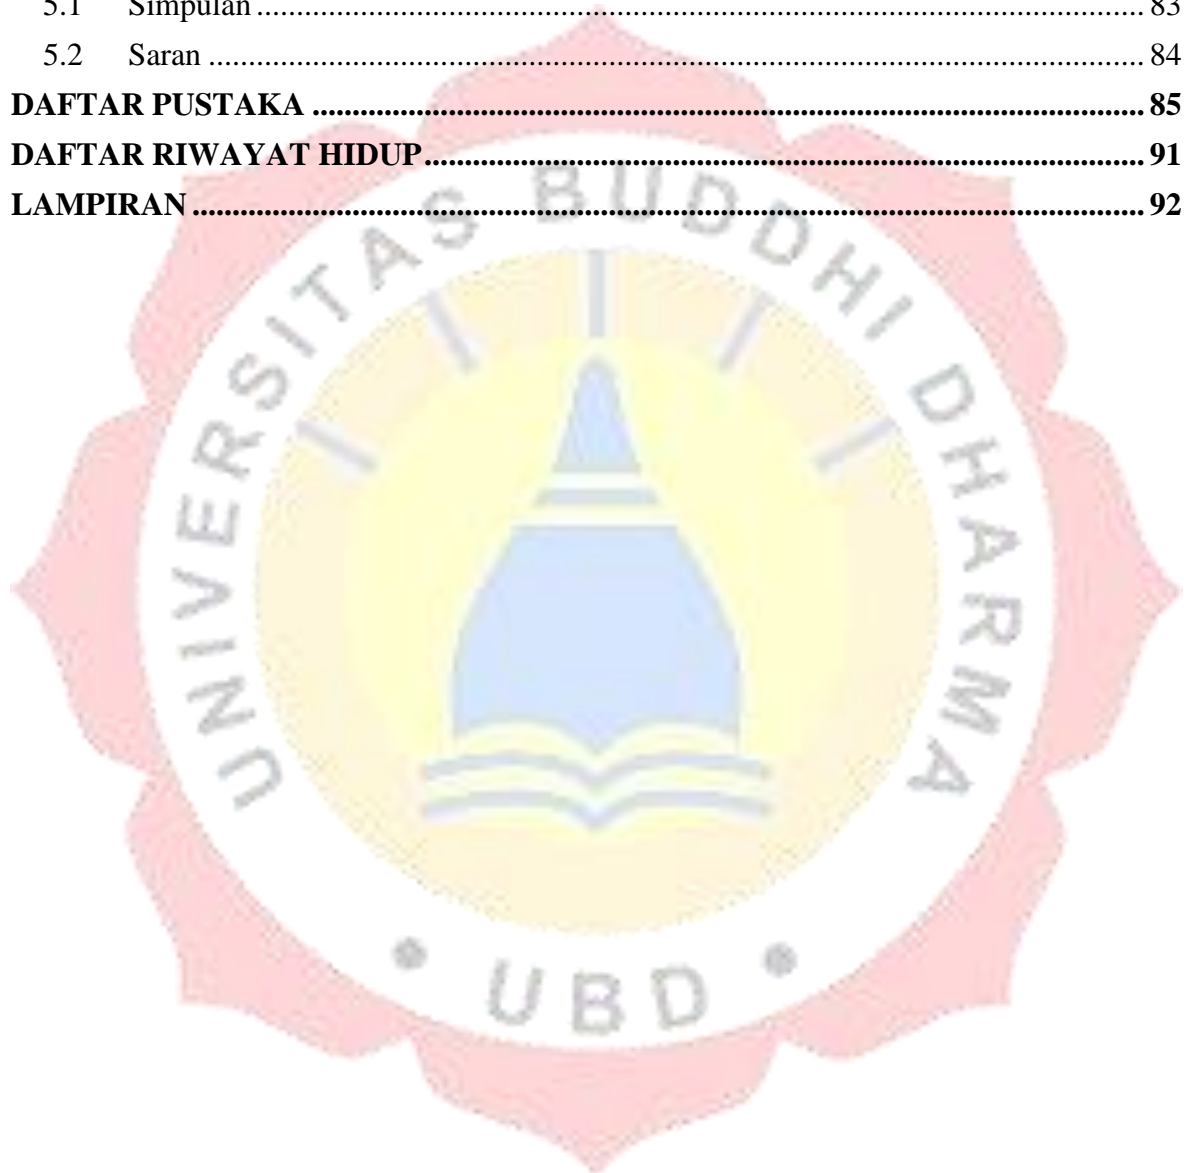 5.1 Simpulan ........................................................................................................ 83
5.2 Saran .............................................................................................................. 84
DAFTAR PUSTAKA ......................................................................................... 85
DAFTAR RIWAYAT HIDUP ............................................................................ 91
LAMPIRAN ........................................................................................................ 92
UNIVERSITAS BUDDHI DHARMA
• UBD •